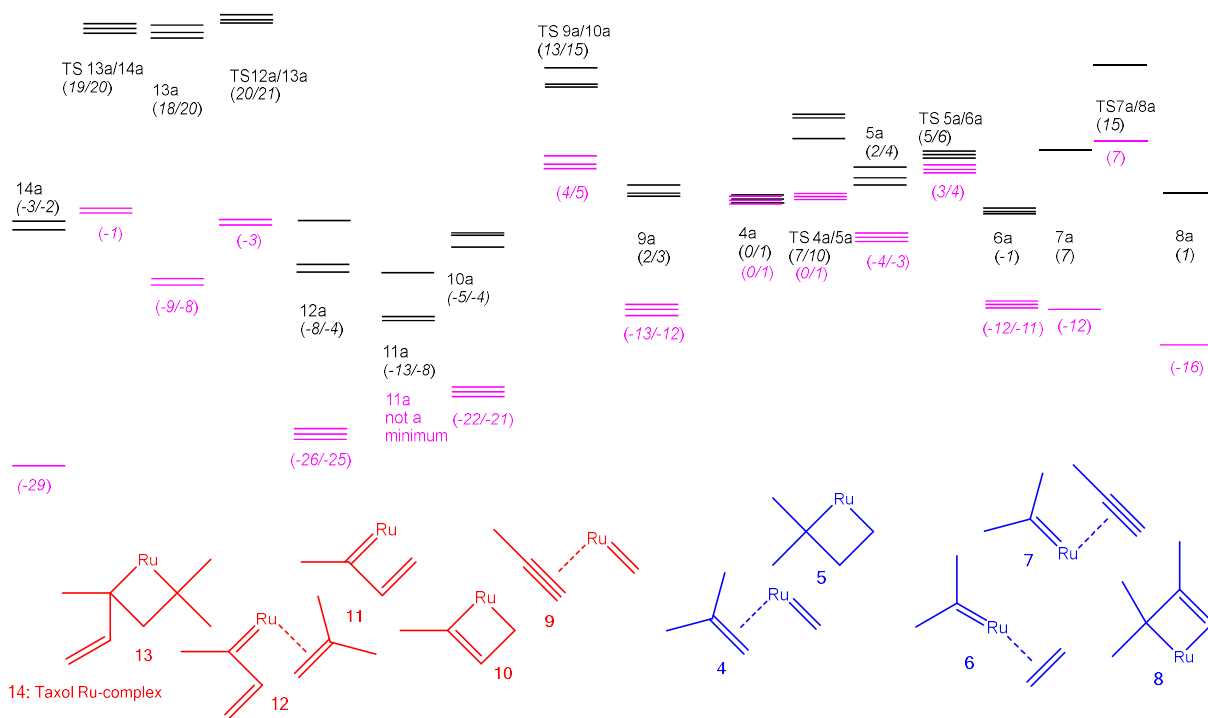 TS 13a/14a
(19/20)
13a
(18/20)
TS12a/13a
(20/21)
TS 9a/10a
(13/15)
5a
(2/4)
TS 5a/6a
(5/6)
TS7a/8a
(15)
(7)
14a
(-3/-2)
(-1)
(-9/-8)
(-3)
12a
(-8/-4)
11a
(-13/-8)
10a
(-5/-4)
(4/5)
9a
(2/3)
4a
(0/1)
(0/1)
TS 4a/5a
(7/10)
(0/1)
(-4/-3)
(3/4)
6a
(-1)
7a
(7)
8a
(1)
(-29)
(-26/-25)
11a
not a
minimum
(-22/-21)
(-13/-12)
(-12/-11)
(-12)
(-16)
Ru
13
Ru
12
Ru
11
Ru
10
Ru
9
Ru
4
Ru
5
Ru
6
Ru
7
Ru
8
14: Taxol Ru-complex